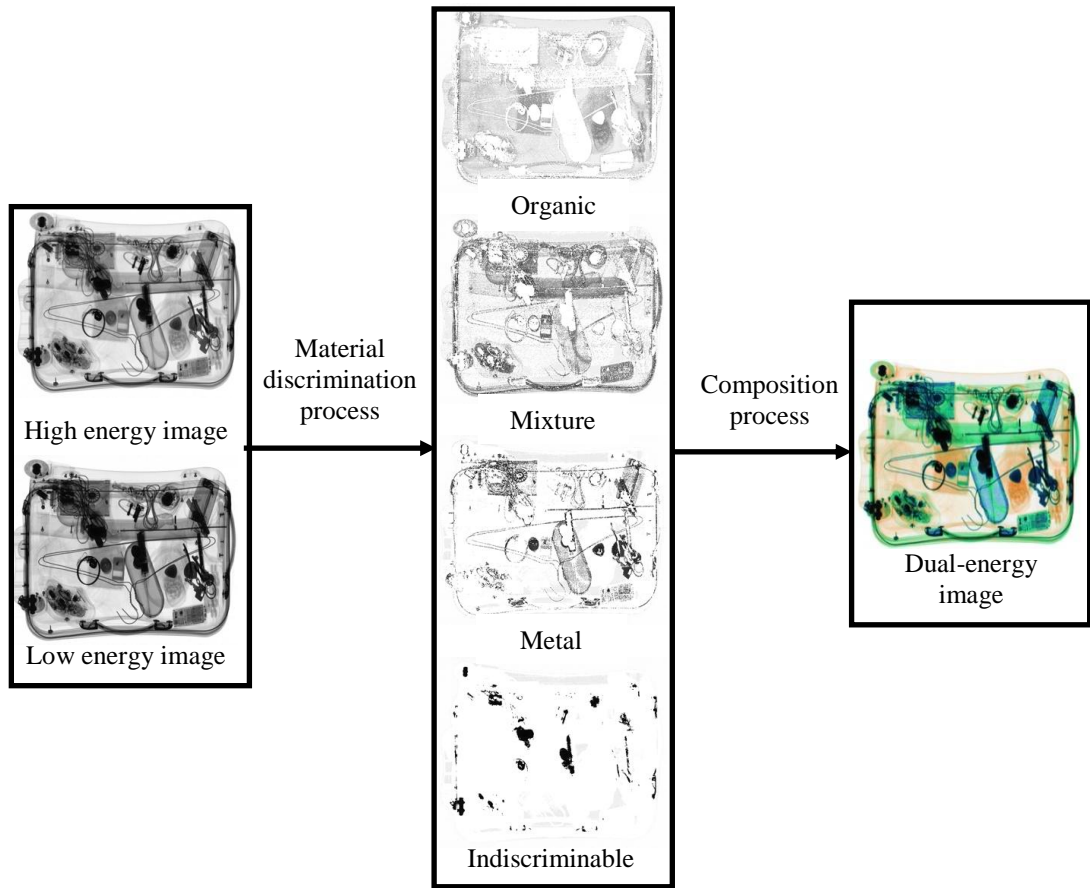 High energy image
Low energy image
Material
discrimination
process
Organic
Mixture
Metal
Indiscriminable
Composition
process
Dual-energy
image